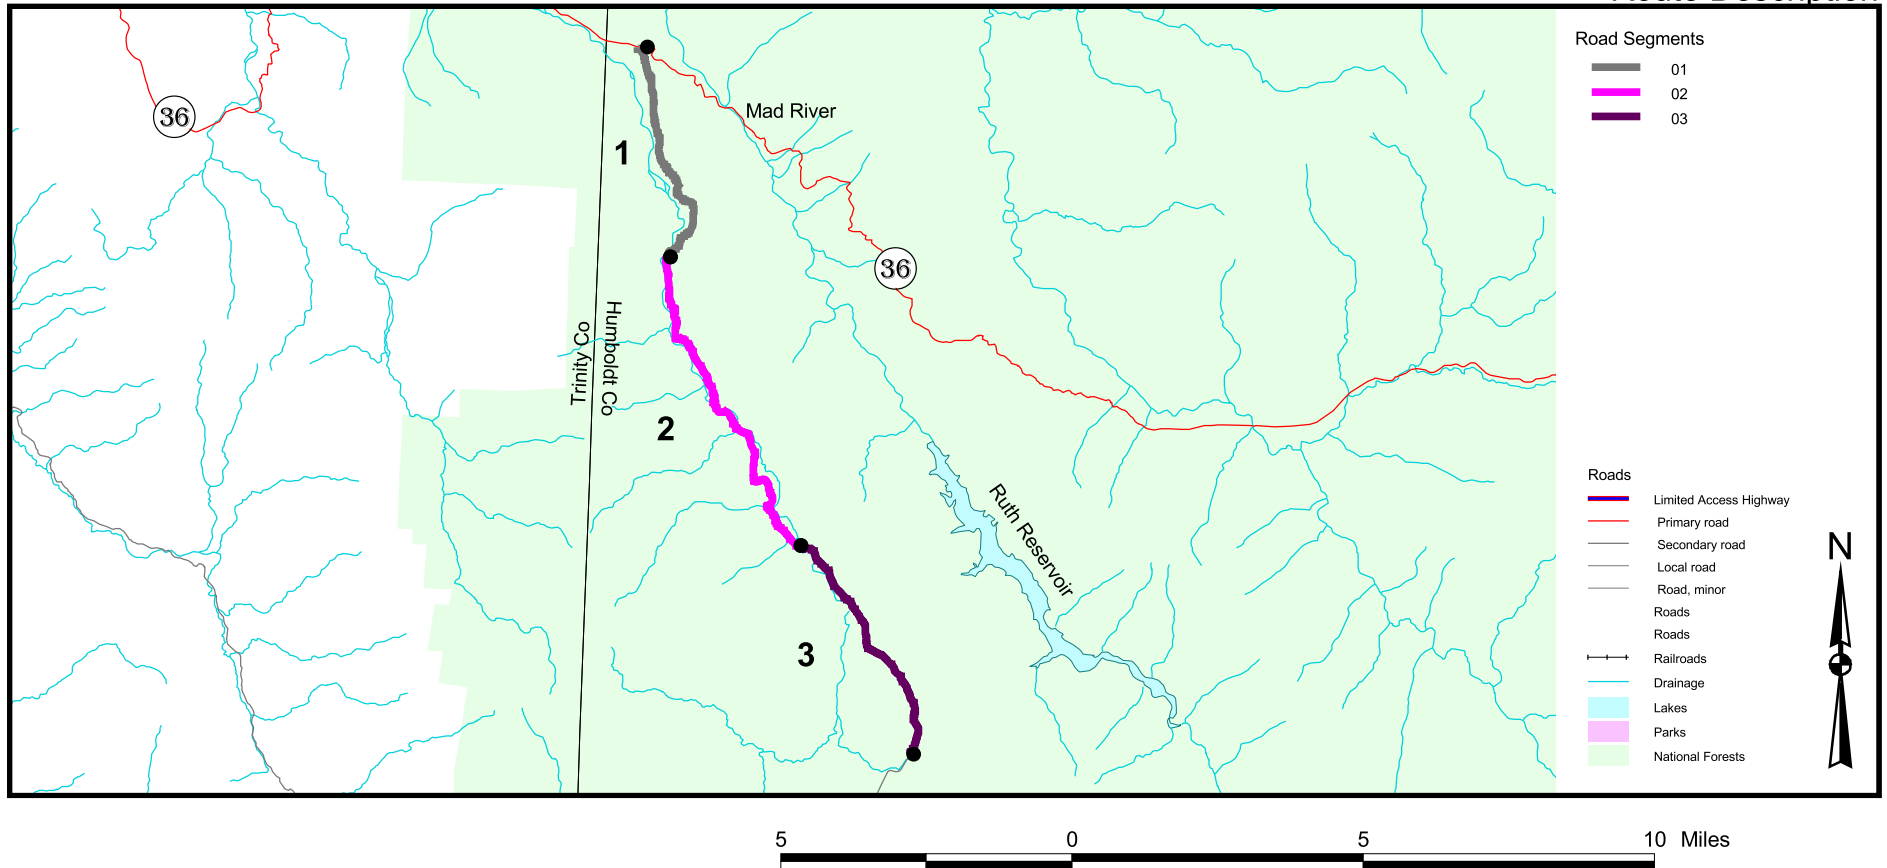 Road Segments
01
02
03
36
Mad River
1
36
Trinity Co
Humboldt Co
2
Ruth Reservoir
3
Roads
Limited Access Highway
Primary road
Secondary road
Local road
Road, minor
Roads
Roads
Railroads
Drainage
Lakes
Parks
National Forests
N
5 0 5 10 Miles